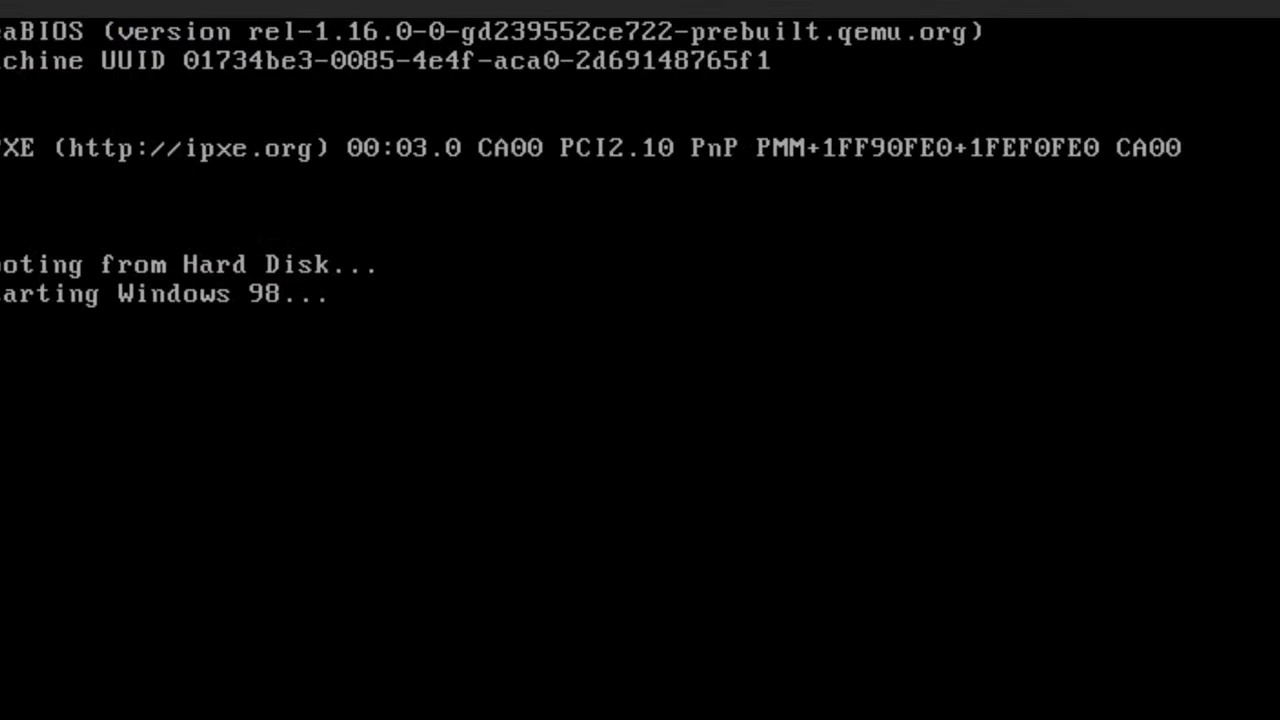 eaBIOS (version rel-1.16.0-0-gd239552ce722-prebuilt.qemu.org)
chine UUID 01734be3-0085-4e4f-aca0-2d69148765f1
PXE (http://ipxe.org) 00:03.0 CA00 PCI2.10 PnP PMM+1FF90FE0+1FEF0FE0 CA00
oting from Hard Disk...
arting Windows 98...